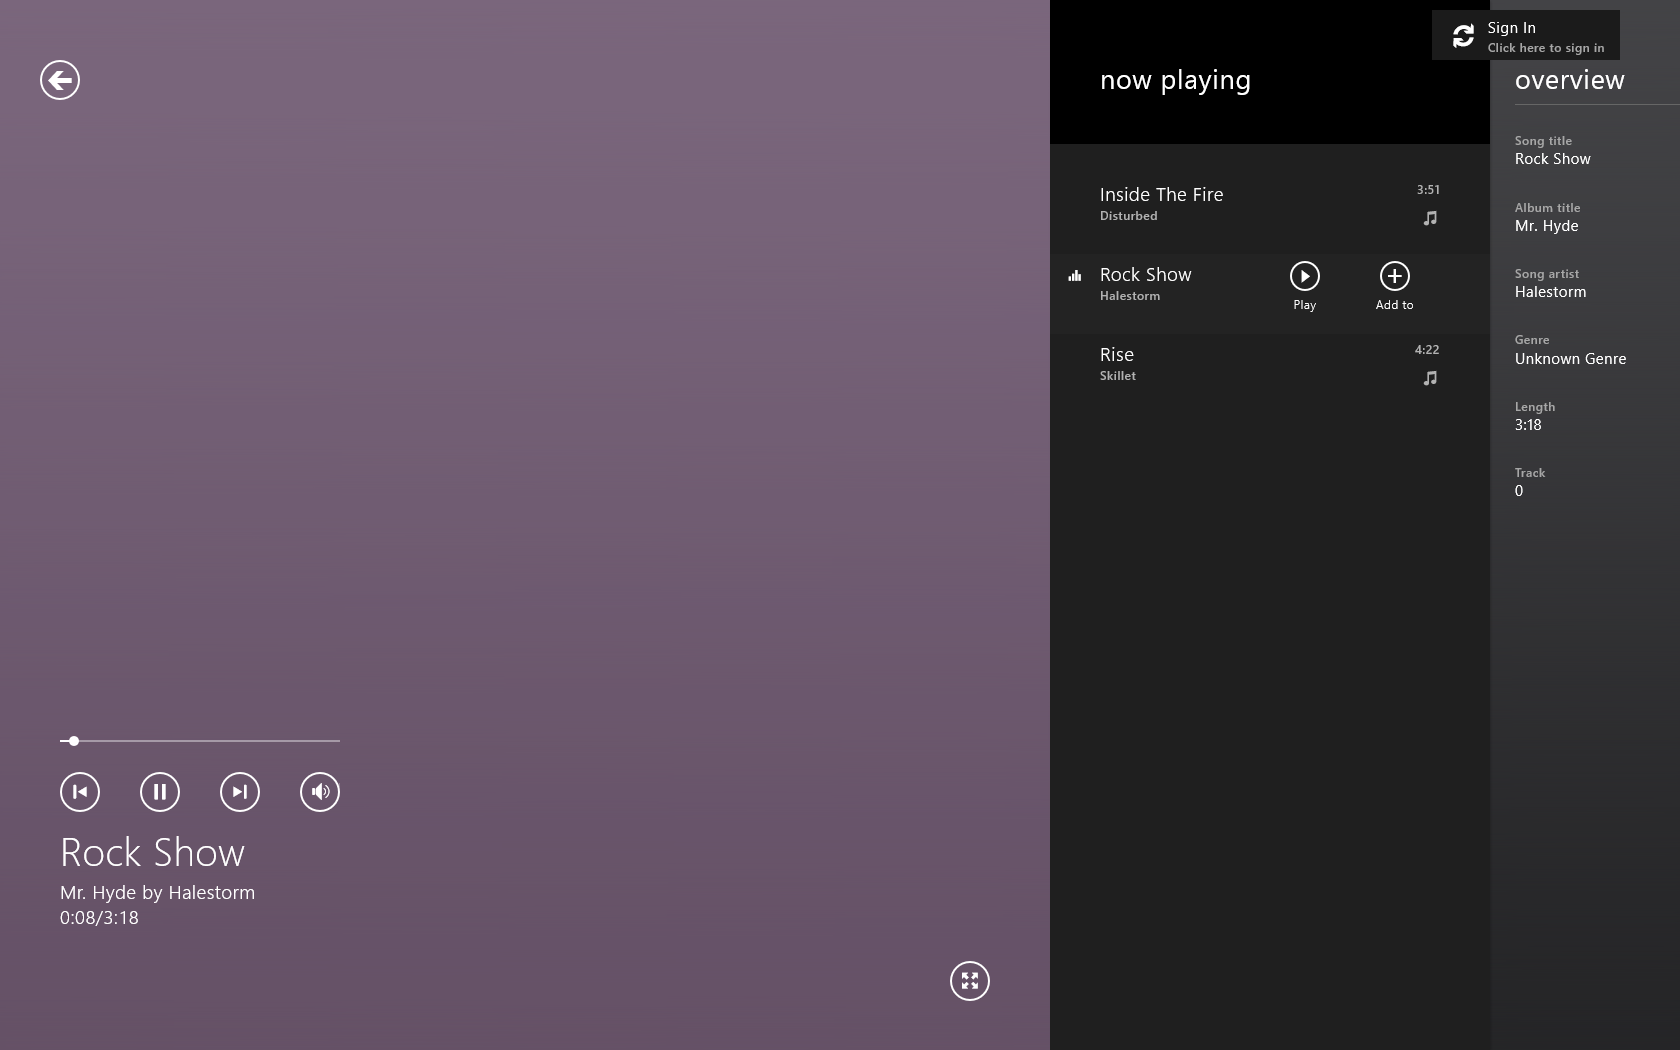 Sign In
Click here to sign in
now playing
overview
Inside The Fire
3:51
Disturbed
Rock Show
Halestorm
Play
Add to
Rise
4:22
Skillet
Song title
Rock Show
Album title
Mr. Hyde
Song artist
Halestorm
Genre
Unknown Genre
Length
3:18
Track
0
Rock Show
Mr. Hyde by Halestorm
0:08/3:18